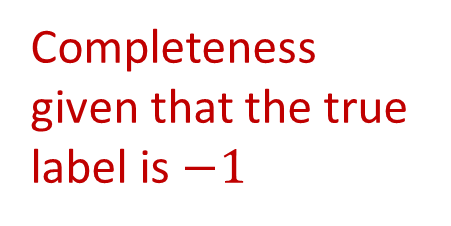 Completeness
given that the true
label is −1